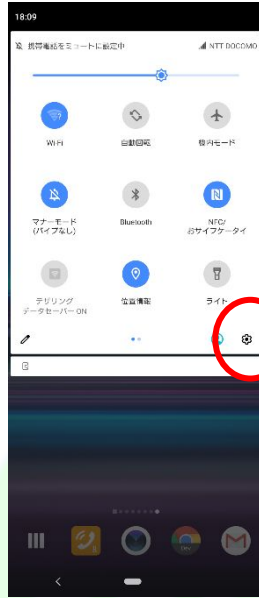 18:09
携帯電話をミュートに設定中
NTT DOCOMO
Wi-Fi
自動回転
機内モード
マナーモード
(バイブなし)
Bluetooth
NFC/
おサイフケータイ
テザリング
データセーバー ON
位置情報
ライト